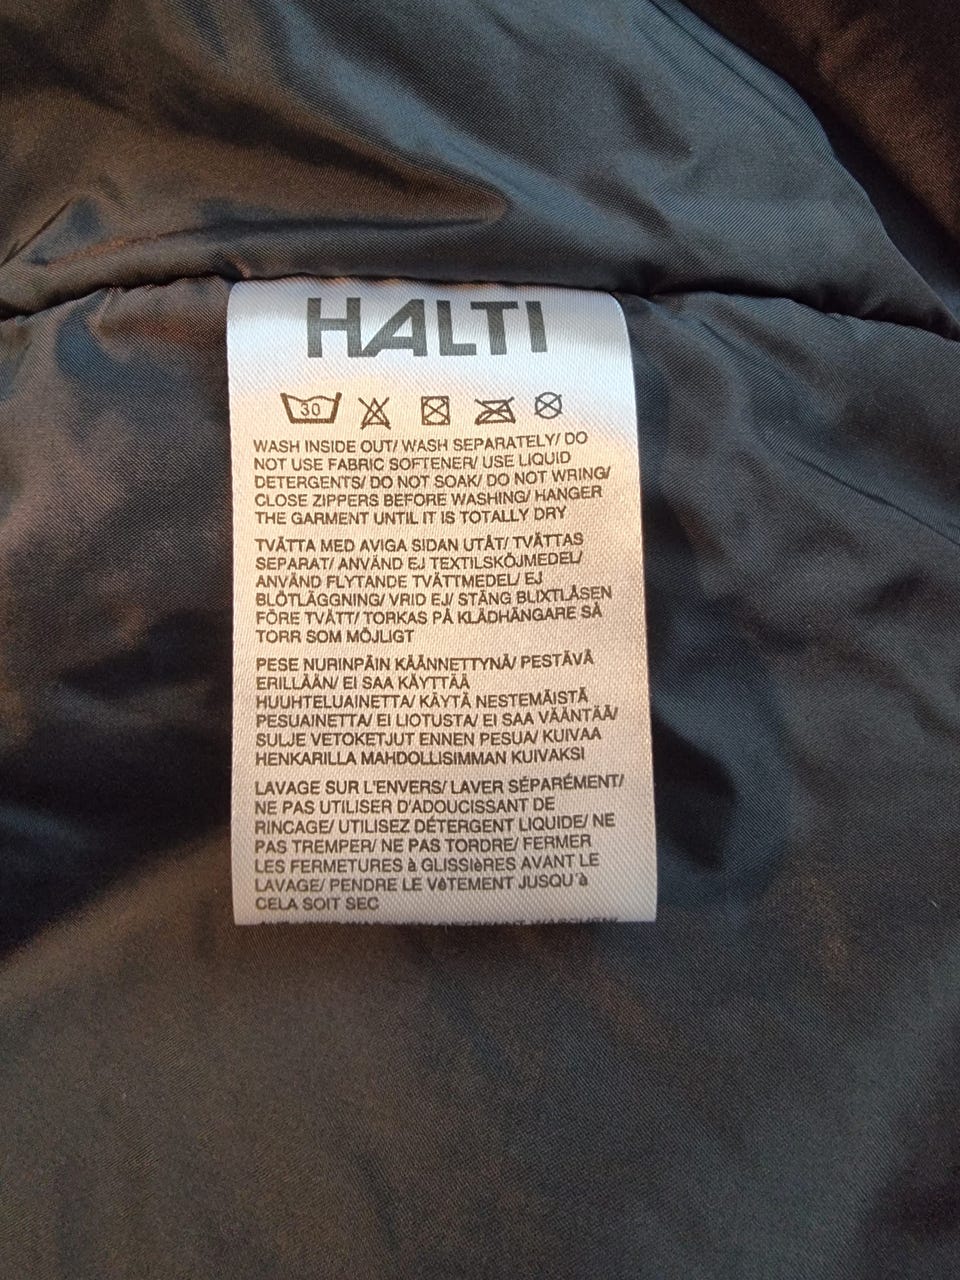 HALTI
30
WASH INSIDE OUT/ WASH SEPARATELY/ DO
NOT USE FABRIC SOFTENER/ USE LIQUID
DETERGENTS/ DO NOT SOAK/ DO NOT WRING/
CLOSE ZIPPERS BEFORE WASHING/ HANGER
THE GARMENT UNTIL IT IS TOTALLY DRY
TVÄTTA MED AVIGA SIDAN UTÅT/ TVÄTTAS
SEPARAT/ ANVÄND EJ TEXTILSKÖJMEDEL/
ANVÄND FLYTANDE TVÄTTMEDEL/ EJ
BLÖTLÄGGNING/ VRID EJ/ STÄNG BLIXTLÅSEN
FÖRE TVÄTT/ TORKAS PÅ KLÄDHÄNGARE SÅ
TORR SOM MÖJLIGT
PESE NURINPÄIN KÄÄNNETTYNÄ/ PESTÄVÄ
ERILLÄÄN/ EI SAA KÄYTTÄÄ
HUUHTELUAINETTA/ KÄYTÄ NESTEMÄISTÄ
PESUAINETTA/ EI LIOTUSTA/ EI SAA VÄÄNTÄÄ/
SULJE VETOKETJUT ENNEN PESUA/ KUIVAA
HENKARILLA MAHDOLLISIMMAN KUIVAKSI
LAVAGE SUR L'ENVERS/ LAVER SÉPARÉMENT/
NE PAS UTILISER D'ADOUCISSANT DE
RINCAGE/ UTILISEZ DÉTERGENT LIQUIDE/ NE
PAS TREMPER/ NE PAS TORDRE/ FERMER
LES FERMETURES à GLISSIèRES AVANT LE
LAVAGE/ PENDRE LE VêTEMENT JUSQU'à
CELA SOIT SEC